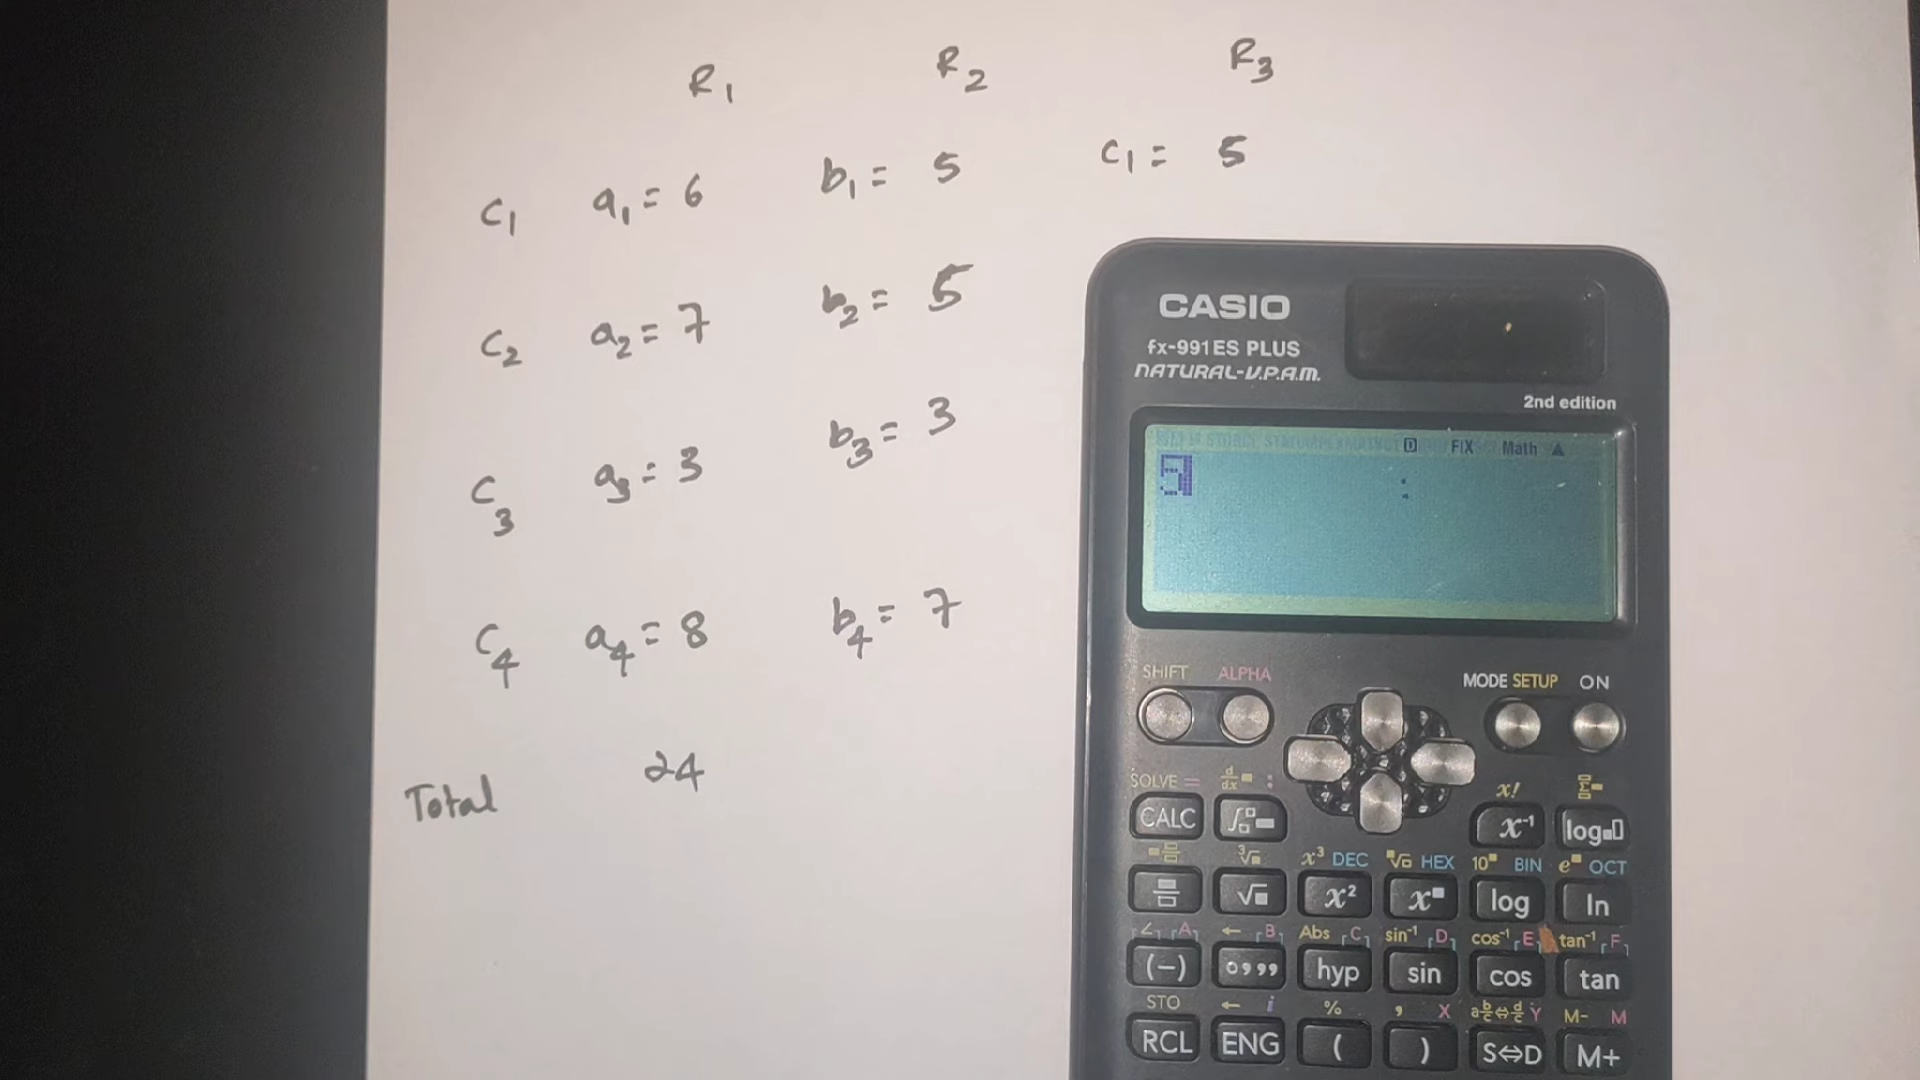 R₁ R₂ R₃
C₁ a₁ = 6 b₁ = 5 c₁ = 5
C₂ a₂ = 7 b₂ = 5
C₃ a₃ = 3 b₃ = 3
C₄ a₄ = 8 b₄ = 7
Total 24
CASIO
fx-991ES PLUS
NATURAL-V.P.A.M.
2nd edition
D FIX Math ▲
SHIFT ALPHA MODE SETUP ON
SOLVE = d/dx :
x!
CALC
x⁻¹ log
x³ DEC HEX 10 BIN e OCT
x² x log ln
∠ A ← B Abs C sin⁻¹ D cos⁻¹ E tan⁻¹ F
(−) hyp sin cos tan
STO ← i % , X a b/c⇔d/c Y M- M
RCL ENG ( ) S⇔D M+